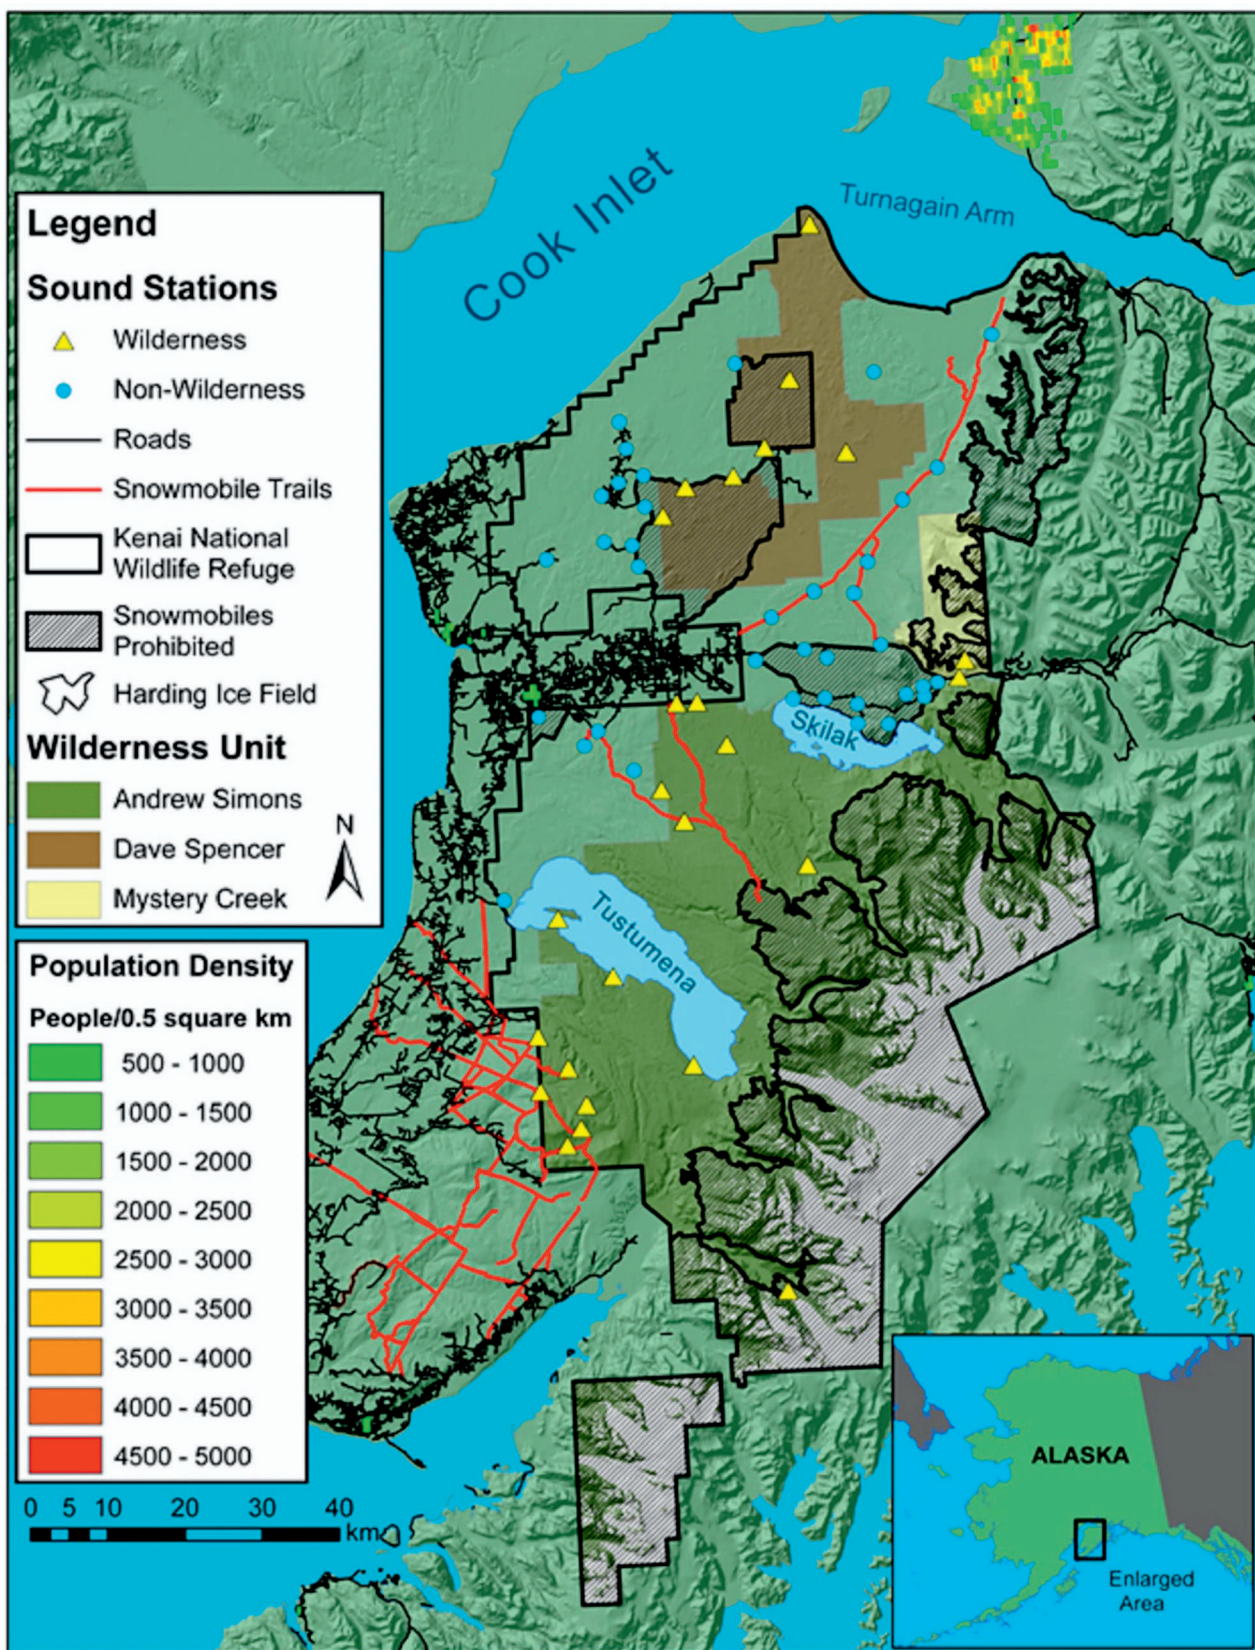 Cook Inlet
Turnagain Arm
Legend
Sound Stations
Wilderness
Non-Wilderness
Roads
Snowmobile Trails
Kenai National
Wildlife Refuge
Snowmobiles
Prohibited
Harding Ice Field
Wilderness Unit
Andrew Simons
Dave Spencer
Mystery Creek
N
Skilak
Tustumena
Population Density
People/0.5 square km
500 - 1000
1000 - 1500
1500 - 2000
2000 - 2500
2500 - 3000
3000 - 3500
3500 - 4000
4000 - 4500
4500 - 5000
0 5 10 20 30 40
km
ALASKA
Enlarged
Area